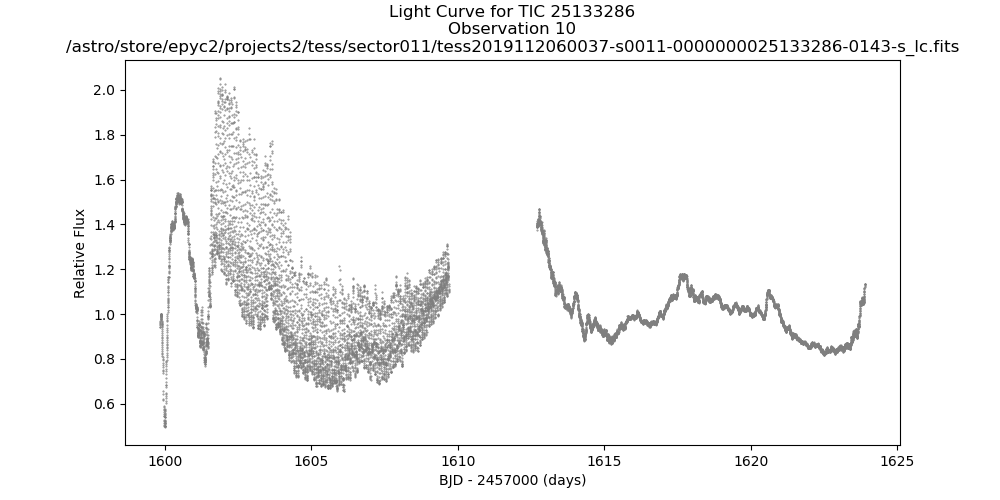 Light Curve for TIC 25133286
Observation 10
/astro/store/epyc2/projects2/tess/sector011/tess2019112060037-s0011-0000000025133286-0143-s_lc.fits
2.0
1.8
1.6
1.4
1.2
1.0
0.8
0.6
Relative Flux
1600
1605
1610
1615
1620
1625
BJD - 2457000 (days)